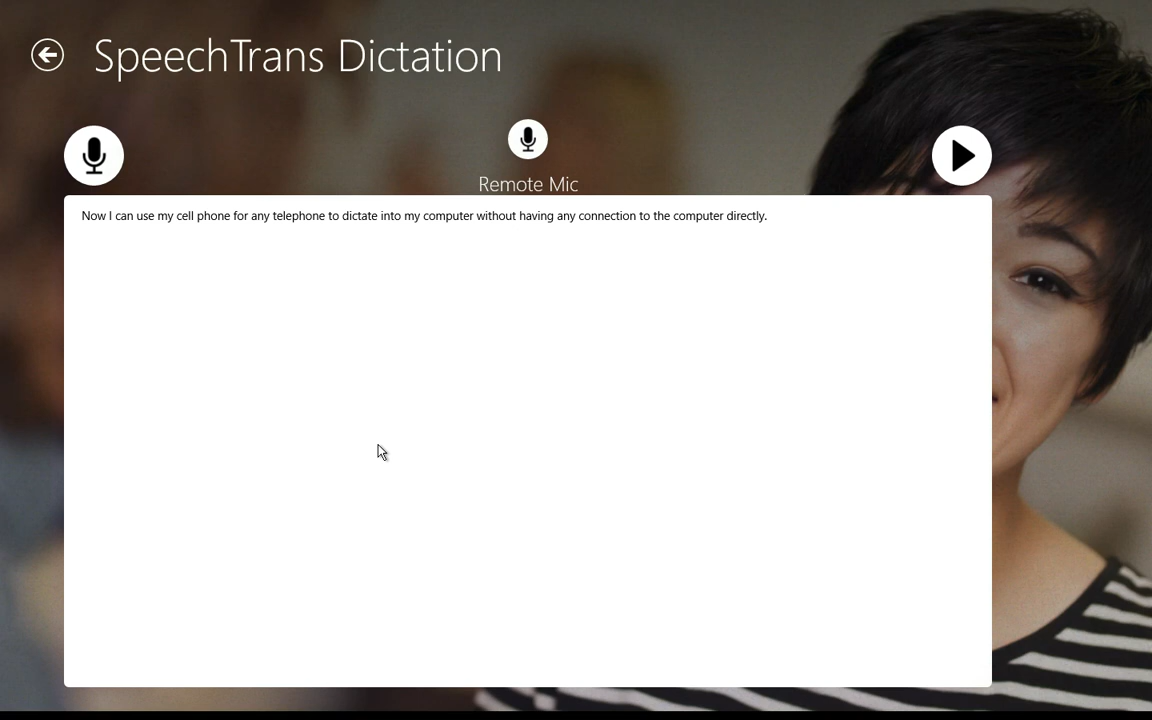 SpeechTrans Dictation
Remote Mic
Now I can use my cell phone for any telephone to dictate into my computer without having any connection to the computer directly.